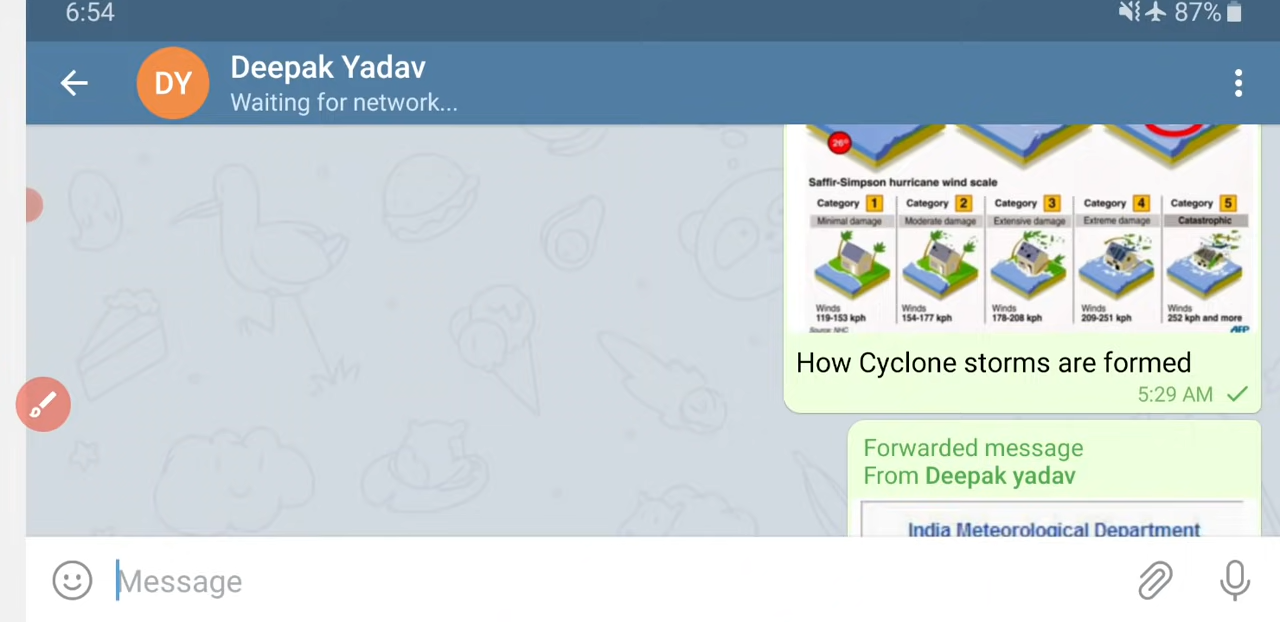 6:54
87%
DY
Deepak Yadav
Waiting for network...
26°
Saffir-Simpson hurricane wind scale
Category 1 Category 2 Category 3 Category 4 Category 5
Minimal damage Moderate damage Extensive damage Extreme damage Catastrophic
Winds Winds Winds Winds Winds
119-153 kph 154-177 kph 178-208 kph 209-251 kph 252 kph and more
Source: NHC AFP
How Cyclone storms are formed
5:29 AM
Forwarded message
From Deepak yadav
India Meteorological Department
Message